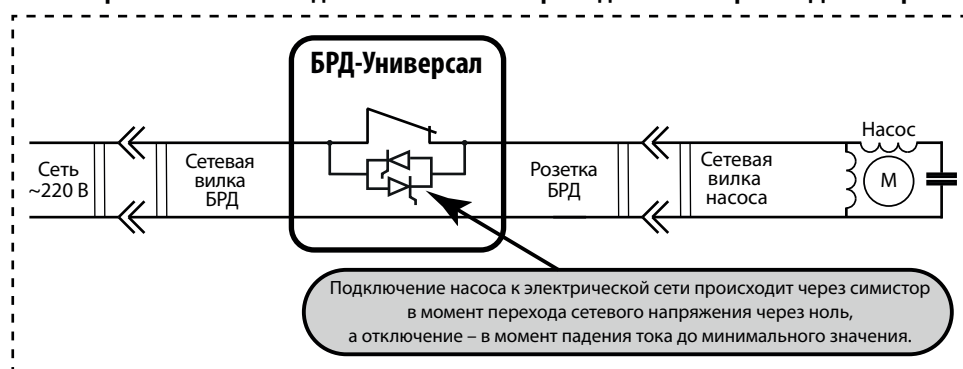 БРД-Универсал
Сеть
~220 В
Сетевая
вилка
БРД
Розетка
БРД
Сетевая
вилка
насоса
Насос
М
Подключение насоса к электрической сети происходит через симистор
в момент перехода сетевого напряжения через ноль,
а отключение – в момент падения тока до минимального значения.